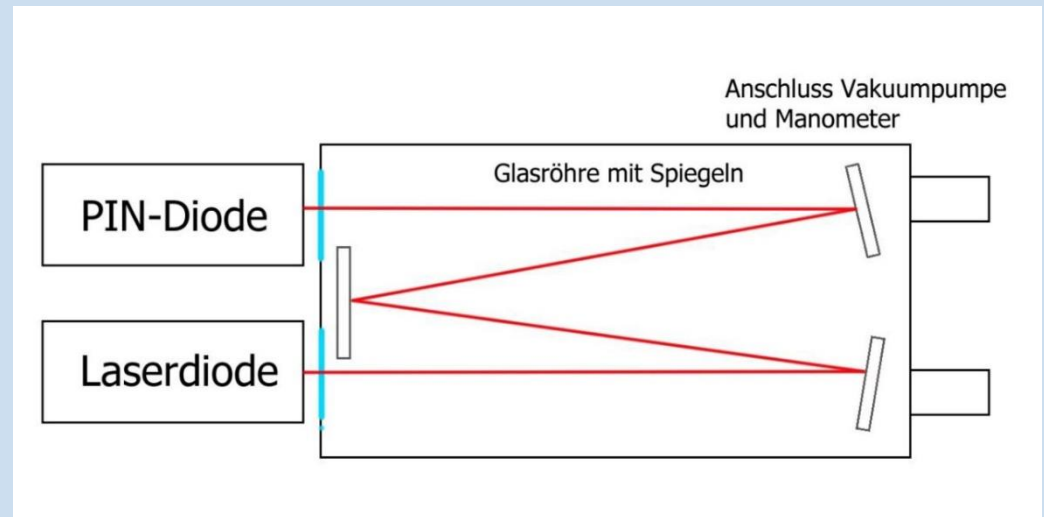 Anschluss Vakuumpumpe
und Manometer
Glasröhre mit Spiegeln
PIN-Diode
Laserdiode